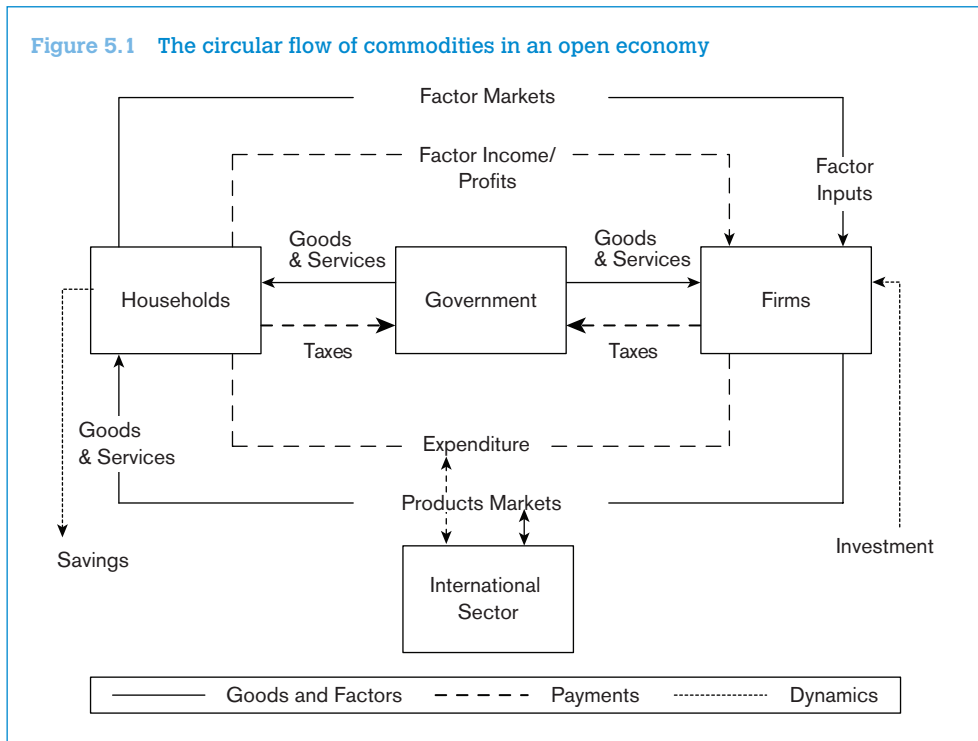 Figure 5.1 The circular flow of commodities in an open economy
Factor Markets
Factor Income/
Profits
Factor
Inputs
Goods
& Services
Goods
& Services
Households
Government
Firms
Taxes
Taxes
Goods
& Services
Expenditure
Products Markets
Savings
Investment
International
Sector
Goods and Factors
Payments
Dynamics